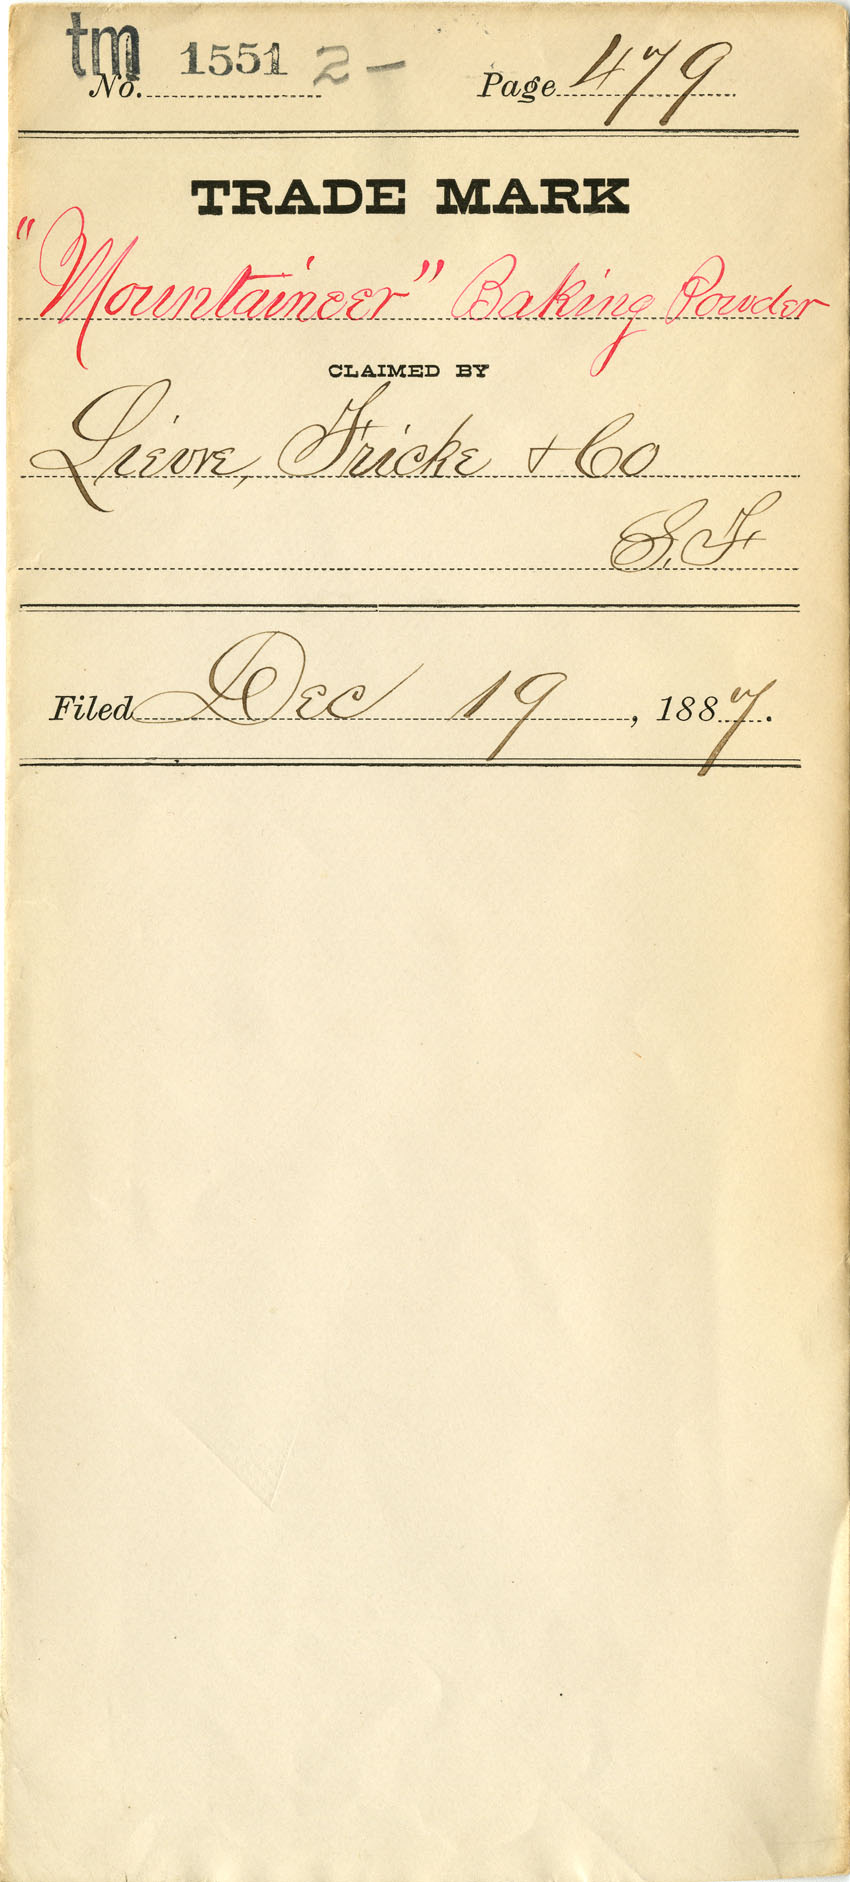 tm
No. 1551 2 — Page 479
TRADE MARK
"Mountaineer" Baking Powder
CLAIMED BY
Lievre, Fricke & Co
S.F
Filed Dec 19, 1887.